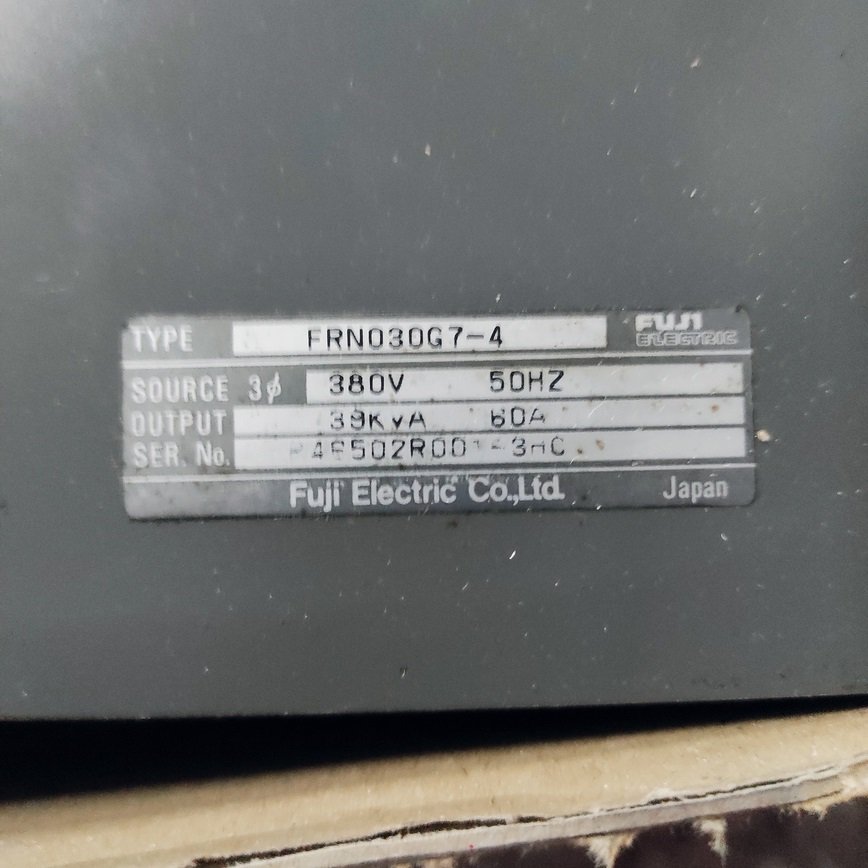 TYPE FRN030G7-4 FUJI ELECTRIC
SOURCE 3φ 380V 50HZ
OUTPUT 39KVA 60A
SER. No.
Fuji Electric Co.,Ltd. Japan